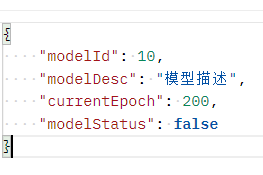 {
    "modelId": 10,
    "modelDesc": "模型描述",
    "currentEpoch": 200,
    "modelStatus": false
}